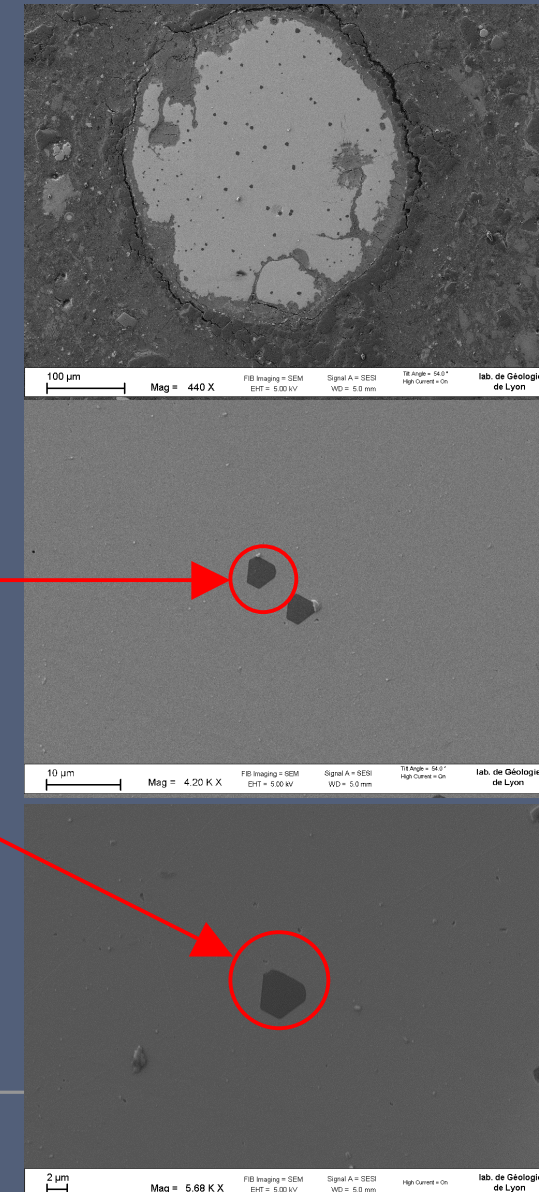 100 µm
Mag = 440 X
FIB Imaging = SEM
EHT = 5.00 kV
Signal A = SESI
WD = 5.0 mm
Tilt Angle = 54.0 °
High Current = On
lab. de Géologie
de Lyon
10 µm
Mag = 4.20 K X
FIB Imaging = SEM
EHT = 5.00 kV
Signal A = SESI
WD = 5.0 mm
Tilt Angle = 54.0 °
High Current = On
lab. de Géologie
de Lyon
2 µm
Mag = 5.68 K X
FIB Imaging = SEM
EHT = 5.00 kV
Signal A = SESI
WD = 5.0 mm
High Current = On
lab. de Géologie
de Lyon